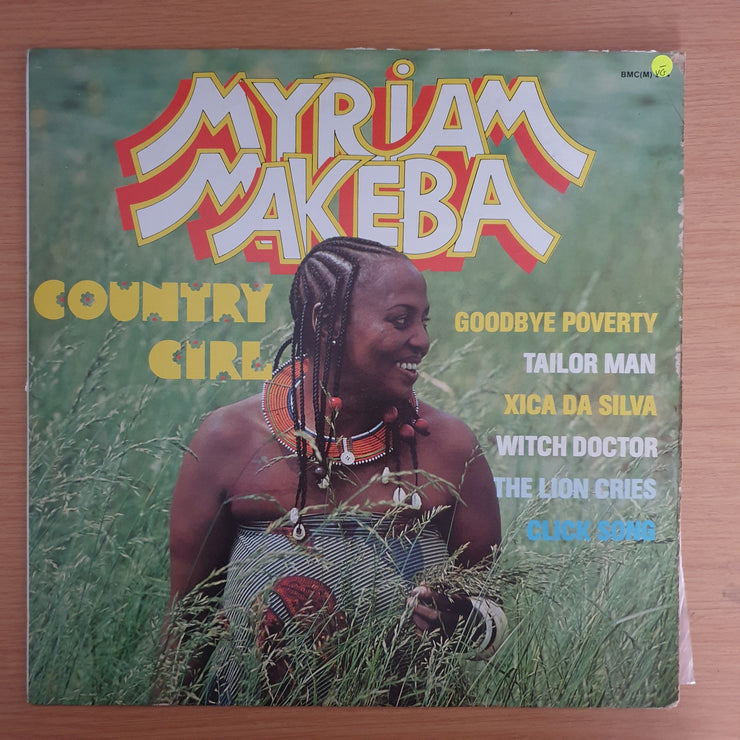 BMC(M)
VG
MYRiAM
MAKEBA
COUNTRY
GIRL
GOODBYE POVERTY
TAILOR MAN
XICA DA SILVA
WITCH DOCTOR
THE LION CRIES
CLICK SONG